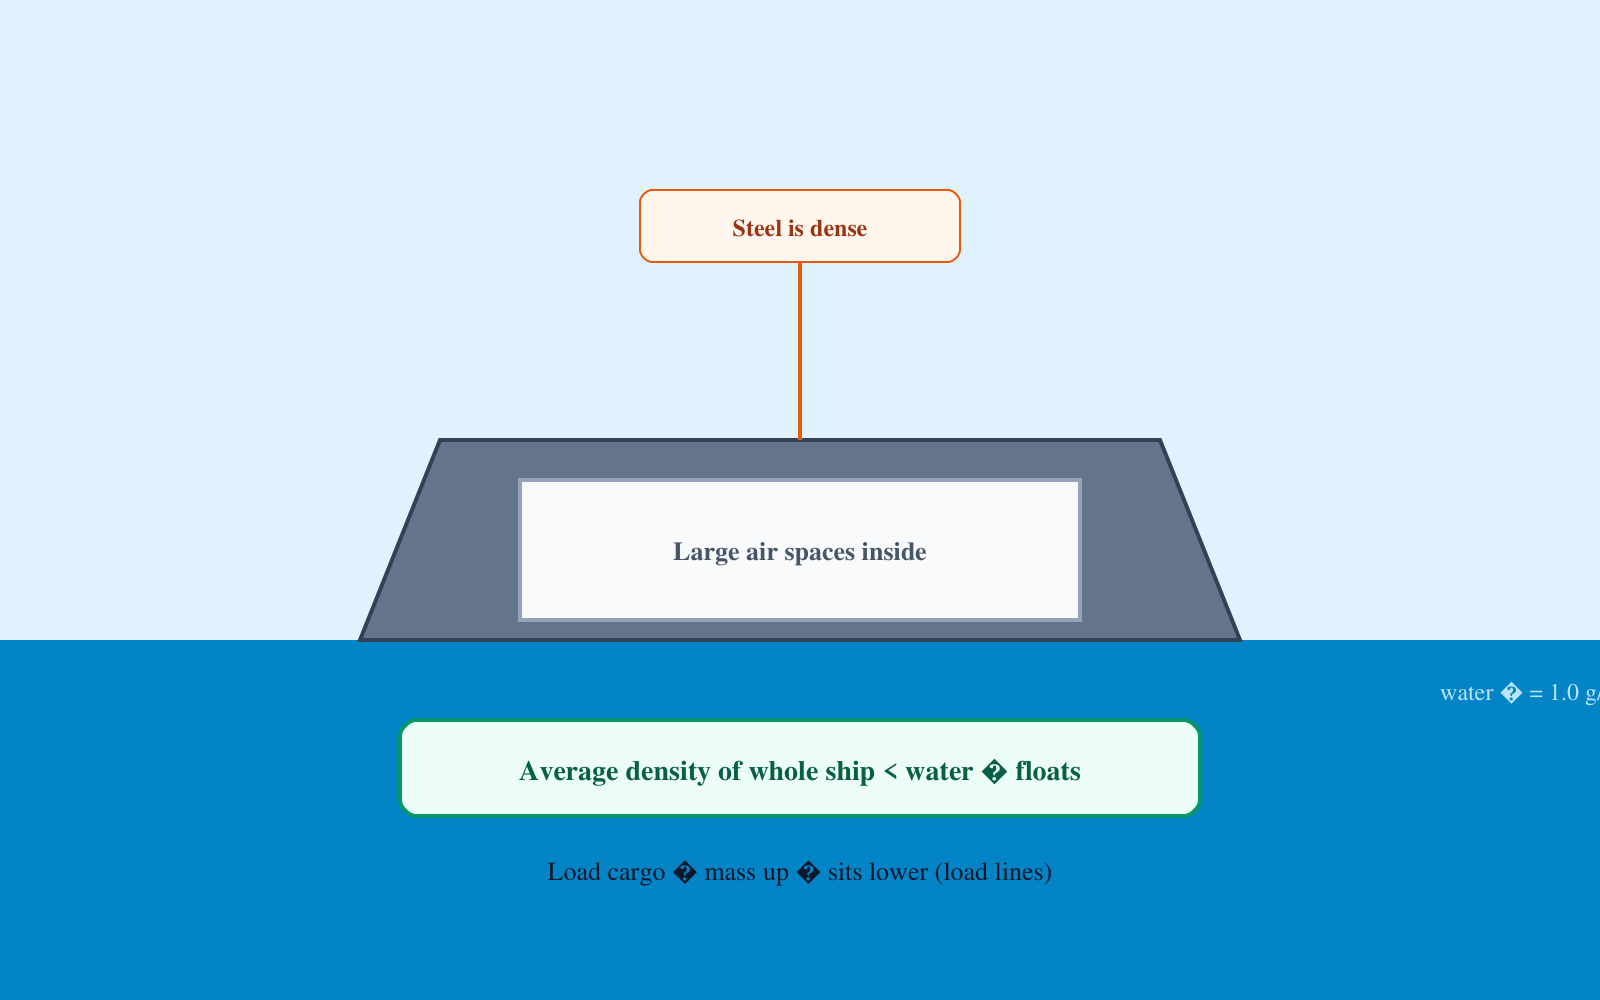 Steel is dense
Large air spaces inside
water � = 1.0 g/
Average density of whole ship < water � floats
Load cargo � mass up � sits lower (load lines)